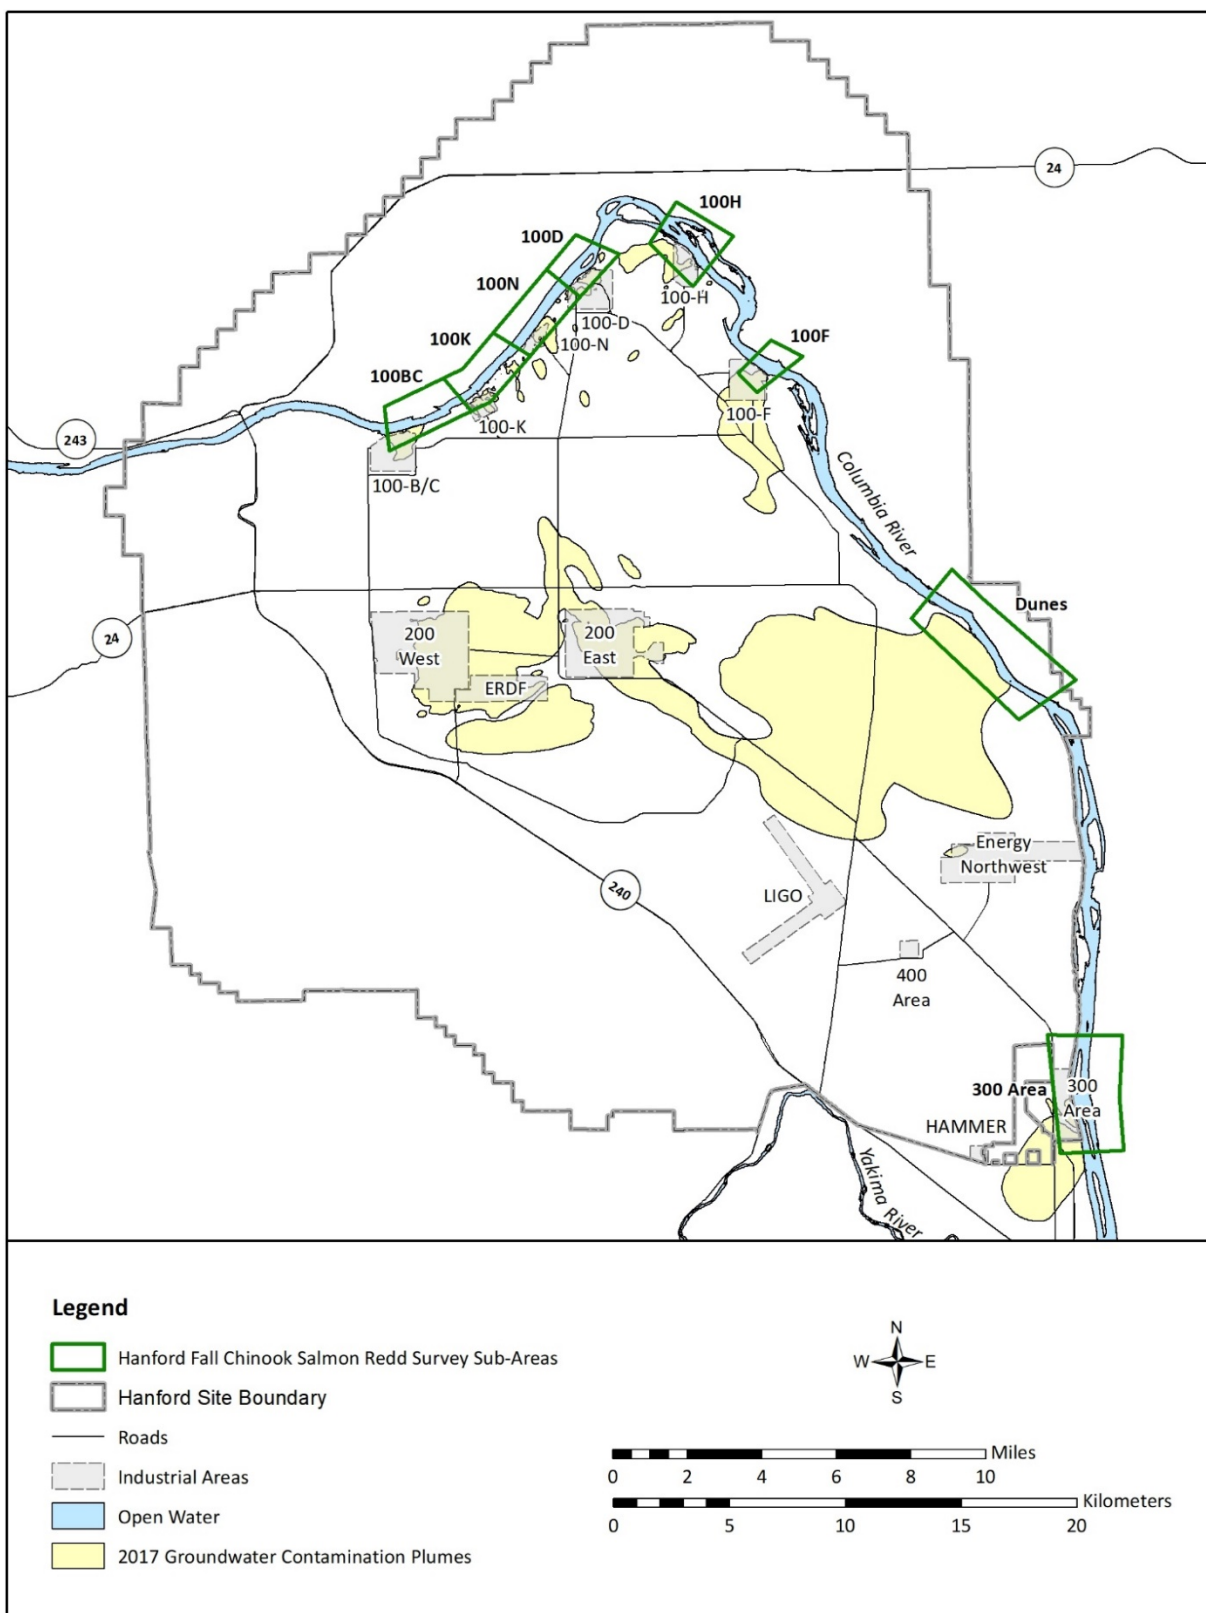 24
100H
100D
100N
100-H
100-D
100K
100-N
100F
100BC
100-F
243
100-K
100-B/C
Columbia River
Dunes
24
200
West
200
East
ERDF
Energy
Northwest
240
LIGO
400
Area
300 Area
300
Area
HAMMER
Yakima River
Legend
Hanford Fall Chinook Salmon Redd Survey Sub-Areas
Hanford Site Boundary
Roads
Industrial Areas
Open Water
2017 Groundwater Contamination Plumes
N
W E
S
Miles
0 2 4 6 8 10
Kilometers
0 5 10 15 20